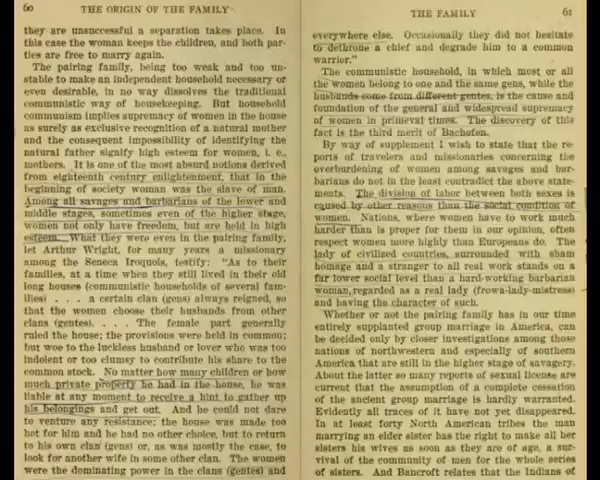 60 THE ORIGIN OF THE FAMILY
they are unsuccessful a separation takes place. In
this case the woman keeps the children, and both par-
ties are free to marry again.
The pairing family, being too weak and too un-
stable to make an independent household necessary or
even desirable, in no way dissolves the traditional
communistic way of housekeeping. But household
communism implies supremacy of women in the house
as surely as exclusive recognition of a natural mother
and the consequent impossibility of identifying the
natural father signify high esteem for women, i. e.,
mothers. It is one of the most absurd notions derived
from eighteenth century enlightenment, that in the
beginning of society woman was the slave of man.
Among all savages and barbarians of the lower and
middle stages, sometimes even of the higher stage,
women not only have freedom, but are held in high
esteem. What they were even in the pairing family,
let Arthur Wright, for many years a missionary
among the Seneca Iroquois, testify: "As to their
families, at a time when they still lived in their old
long houses (communistic households of several fam-
ilies) . . . a certain clan (gens) always reigned, so
that the women choose their husbands from other
clans (gentes). . . . The female part generally
ruled the house; the provisions were held in common;
but woe to the luckless husband or lover who was too
indolent or too clumsy to contribute his share to the
common stock. No matter how many children or how
much private property he had in the house, he was
liable at any moment to receive a hint to gather up
his belongings and get out. And he could not dare
to venture any resistance; the house was made too
hot for him and he had no other choice, but to return
to his own clan (gens) or, as was mostly the case, to
look for another wife in some other clan. The women
were the dominating power in the clans (gentes) and
THE FAMILY 61
everywhere else. Occasionally they did not hesitate
to dethrone a chief and degrade him to a common
warrior."
The communistic household, in which most or all
the women belong to one and the same gens, while the
husbands come from different gentes, is the cause and
foundation of the general and widespread supremacy
of women in primeval times. The discovery of this
fact is the third merit of Bachofen.
By way of supplement I wish to state that the re-
ports of travelers and missionaries concerning the
overburdening of women among savages and bar-
barians do not in the least contradict the above state-
ments. The division of labor between both sexes is
caused by other reasons than the social condition of
women. Nations, where women have to work much
harder than is proper for them in our opinion, often
respect women more highly than Europeans do. The
lady of civilized countries, surrounded with sham
homage and a stranger to all real work stands on a
far lower social level than a hard-working barbarian
woman, regarded as a real lady (frowa-lady-mistress)
and having the character of such.
Whether or not the pairing family has in our time
entirely supplanted group marriage in America, can
be decided only by closer investigations among those
nations of northwestern and especially of southern
America that are still in the higher stage of savagery.
About the latter so many reports of sexual license are
current that the assumption of a complete cessation
of the ancient group marriage is hardly warranted.
Evidently all traces of it have not yet disappeared.
In at least forty North American tribes the man
marrying an elder sister has the right to make all her
sisters his wives as soon as they are of age, a sur-
vival of the community of men for the whole series
of sisters. And Bancroft relates that the Indians of